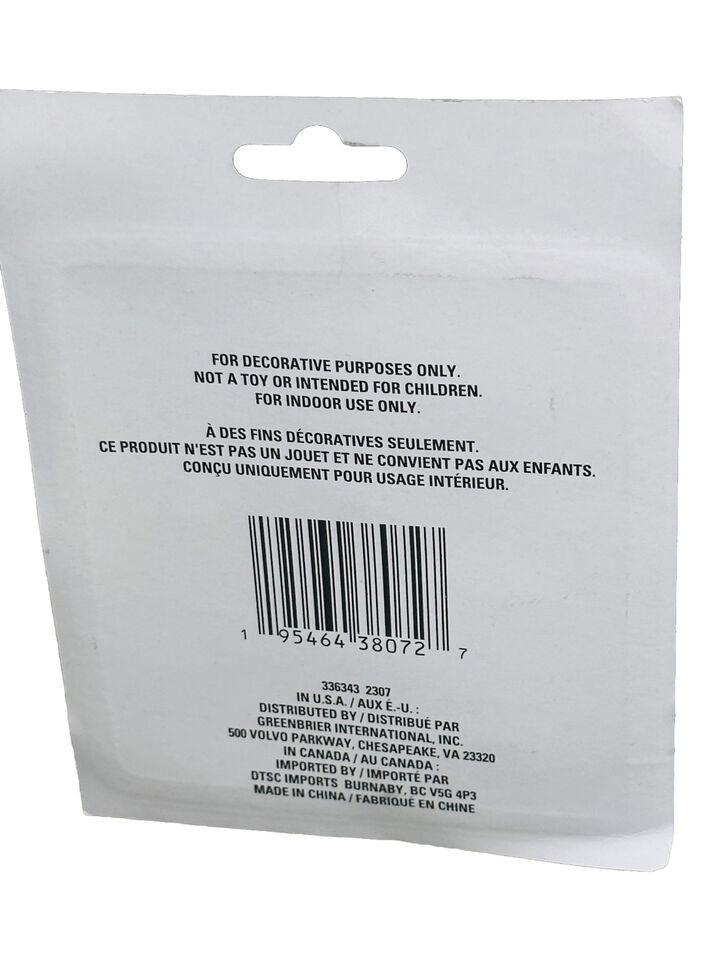 FOR DECORATIVE PURPOSES ONLY.
NOT A TOY OR INTENDED FOR CHILDREN.
FOR INDOOR USE ONLY.
À DES FINS DÉCORATIVES SEULEMENT.
CE PRODUIT N'EST PAS UN JOUET ET NE CONVIENT PAS AUX ENFANTS.
CONÇU UNIQUEMENT POUR USAGE INTÉRIEUR.
1 95464 38072 7
336343 2307
IN U.S.A. / AUX É.-U. :
DISTRIBUTED BY / DISTRIBUÉ PAR
GREENBRIER INTERNATIONAL, INC.
500 VOLVO PARKWAY, CHESAPEAKE, VA 23320
IN CANADA / AU CANADA :
IMPORTED BY / IMPORTÉ PAR
DTSC IMPORTS BURNABY, BC V5G 4P3
MADE IN CHINA / FABRIQUÉ EN CHINE